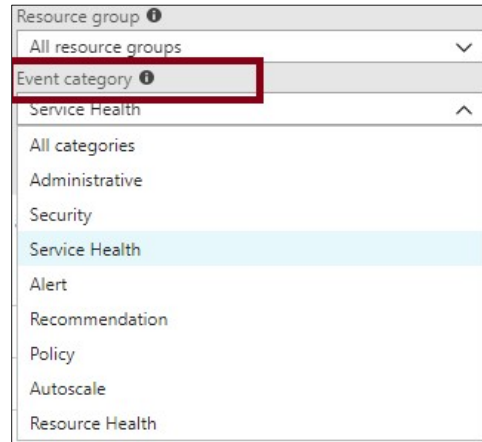 Resource group
All resource groups
Event category
Service Health
All categories
Administrative
Security
Service Health
Alert
Recommendation
Policy
Autoscale
Resource Health